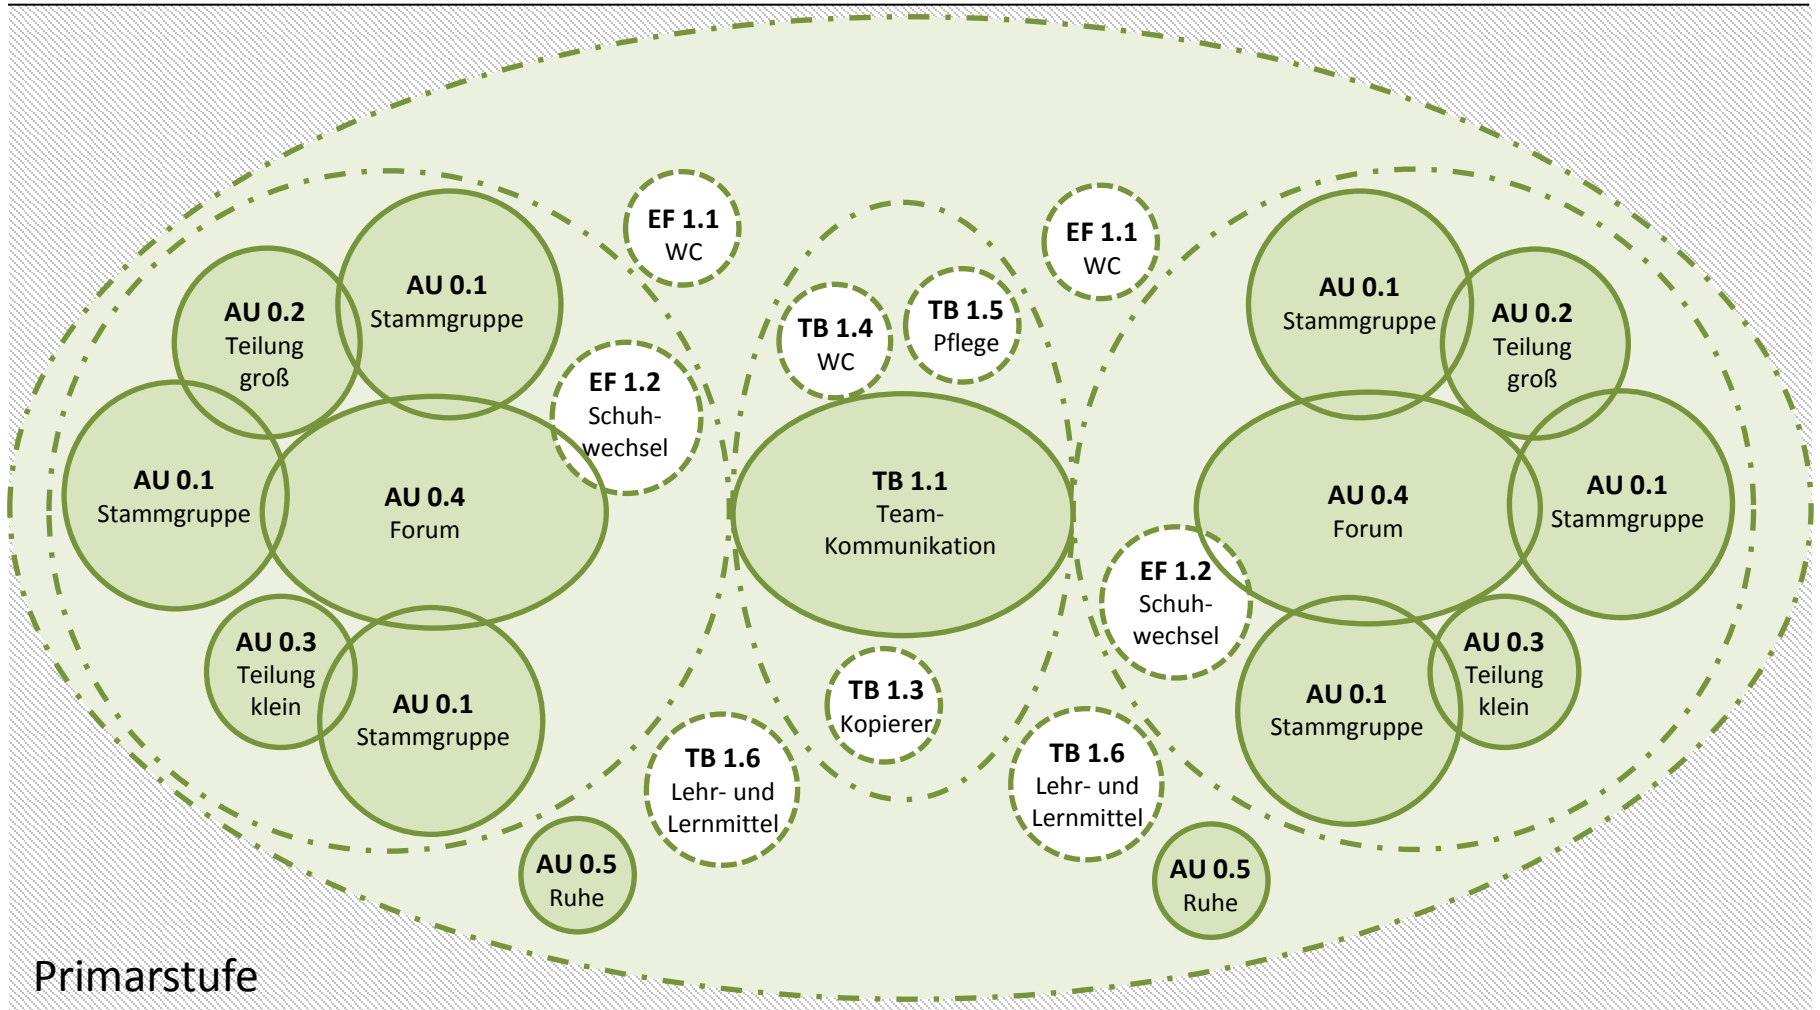 EF 1.1
WC
EF 1.1
WC
AU 0.1
Stammgruppe
AU 0.2
Teilung
groß
AU 0.1
Stammgruppe
AU 0.4
Forum
EF 1.2
Schuh-
wechsel
AU 0.3
Teilung
klein
AU 0.1
Stammgruppe
TB 1.4
WC
TB 1.5
Pflege
TB 1.1
Team-
Kommunikation
TB 1.3
Kopierer
TB 1.6
Lehr- und
Lernmittel
TB 1.6
Lehr- und
Lernmittel
AU 0.1
Stammgruppe
AU 0.2
Teilung
groß
AU 0.4
Forum
AU 0.1
Stammgruppe
EF 1.2
Schuh-
wechsel
AU 0.1
Stammgruppe
AU 0.3
Teilung
klein
AU 0.5
Ruhe
AU 0.5
Ruhe
Primarstufe